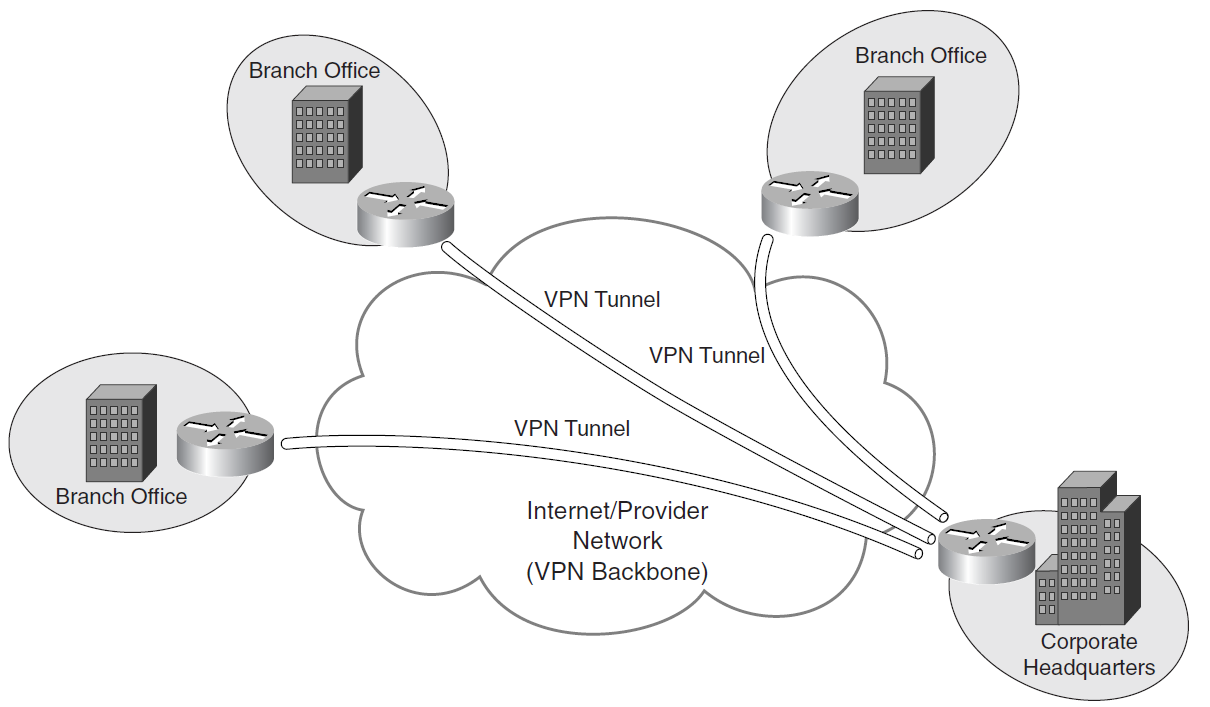 Branch Office
Branch Office
VPN Tunnel
VPN Tunnel
VPN Tunnel
Branch Office
Internet/Provider
Network
(VPN Backbone)
Corporate
Headquarters